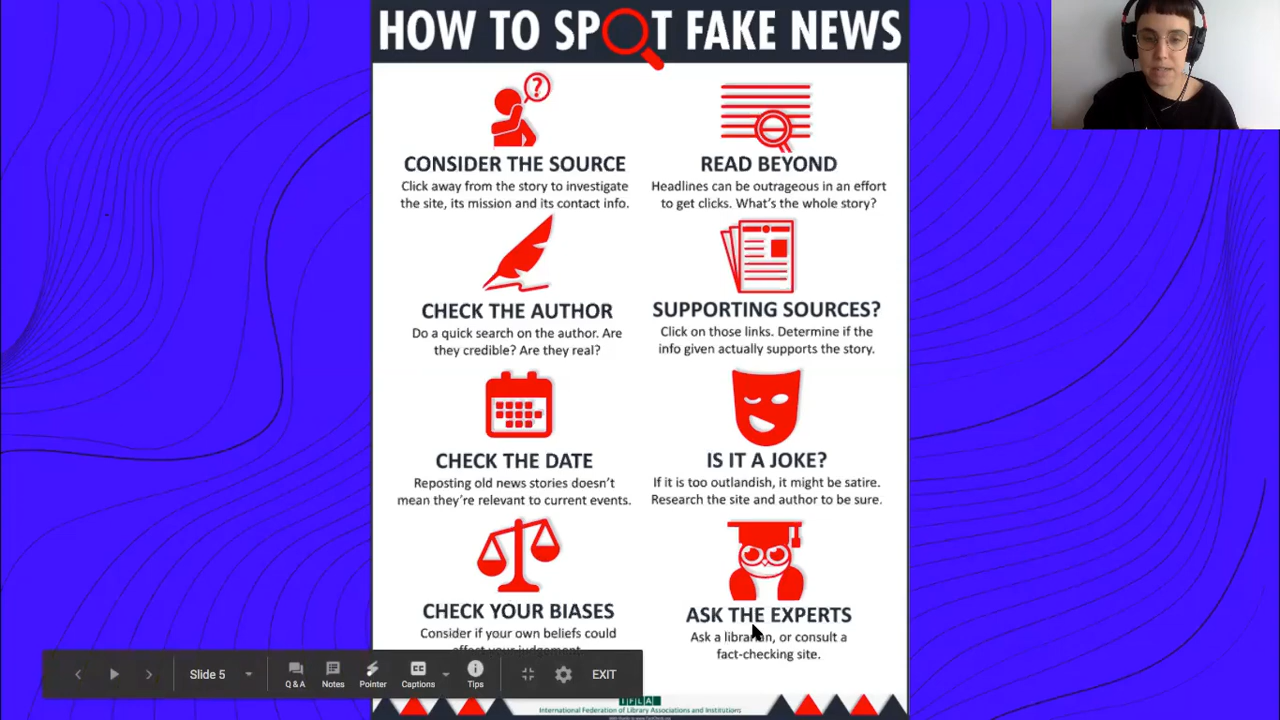 HOW TO SPOT FAKE NEWS
?
CONSIDER THE SOURCE
Click away from the story to investigate
the site, its mission and its contact info.
READ BEYOND
Headlines can be outrageous in an effort
to get clicks. What's the whole story?
CHECK THE AUTHOR
Do a quick search on the author. Are
they credible? Are they real?
SUPPORTING SOURCES?
Click on those links. Determine if the
info given actually supports the story.
CHECK THE DATE
Reposting old news stories doesn't
mean they're relevant to current events.
IS IT A JOKE?
If it is too outlandish, it might be satire.
Research the site and author to be sure.
CHECK YOUR BIASES
Consider if your own beliefs could
affect your judgement.
ASK THE EXPERTS
Ask a librarian, or consult a
fact-checking site.
Slide 5
Q & A
Notes
Pointer
CC
Captions
Tips
EXIT
IFLA
International Federation of Library Associations and Institutions